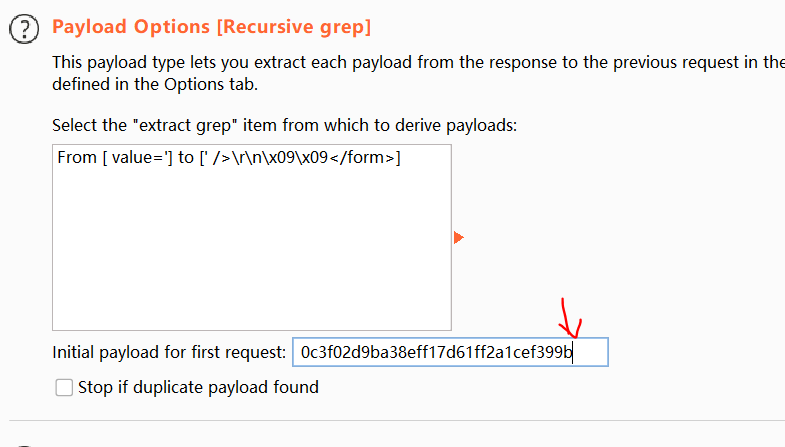 Payload Options [Recursive grep]
This payload type lets you extract each payload from the response to the previous request in the
defined in the Options tab.
Select the "extract grep" item from which to derive payloads:
From [ value='] to [' />\r\n\x09\x09</form>]
Initial payload for first request: 0c3f02d9ba38eff17d61ff2a1cef399b
Stop if duplicate payload found